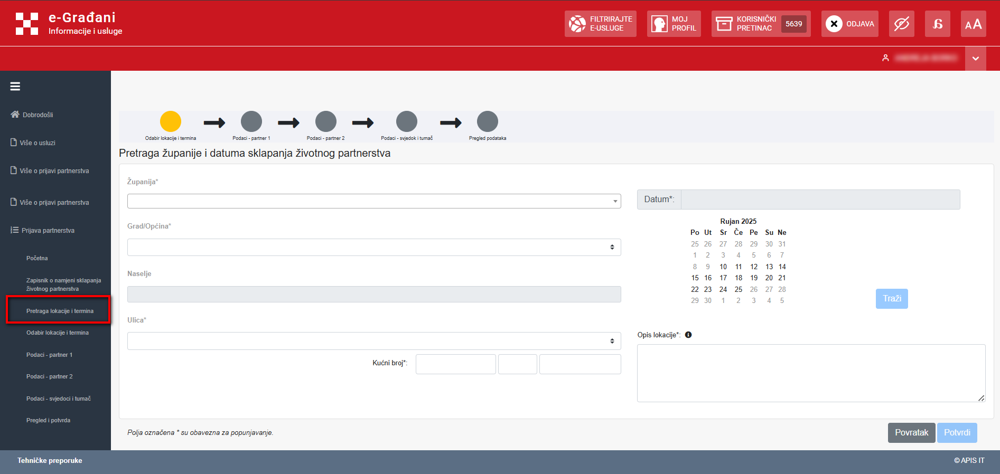 e-Građani
Informacije i usluge
FILTRIRAJTE
E-USLUGE
MOJ
PROFIL
KORISNIČKI
PRETINAC
5639
ODJAVA
AA
Dobrodošli
Više o usluzi
Više o prijavi partnerstva
Više o prijavi partnerstva
Prijava partnerstva
Početna
Zapisnik o namjeni sklapanja
životnog partnerstva
Pretraga lokacije i termina
Odabir lokacije i termina
Podaci - partner 1
Podaci - partner 2
Podaci - svjedoci i tumač
Pregled i potvrda
Odabir lokacije i termina
Podaci - partner 1
Podaci - partner 2
Podaci - svjedok i tumač
Pregled podataka
Pretraga županije i datuma sklapanja životnog partnerstva
Županija*
Grad/Općina*
Naselje
Ulica*
Kućni broj*:
Datum*:
Rujan 2025
Po Ut Sr Če Pe Su Ne
25 26 27 28 29 30 31
1 2 3 4 5 6 7
8 9 10 11 12 13 14
15 16 17 18 19 20 21
22 23 24 25 26 27 28
29 30 1 2 3 4 5
Traži
Opis lokacije*:
Polja označena * su obavezna za popunjavanje.
Povratak
Potvrdi
Tehničke preporuke
© APIS IT